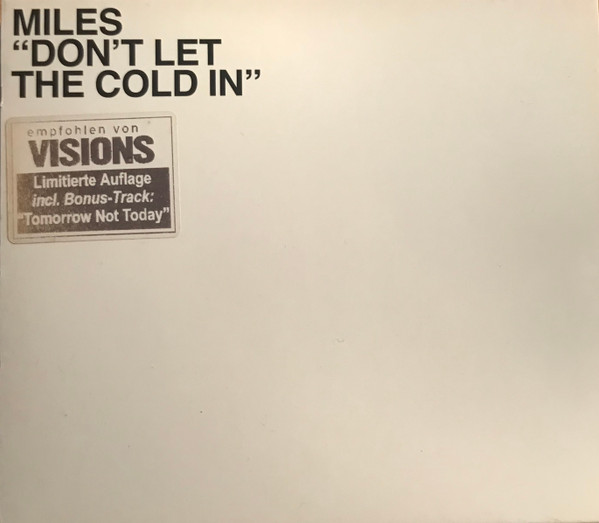 MILES
“DON’T LET
THE COLD IN”
empfohlen von
VISIONS
Limitierte Auflage
incl. Bonus-Track:
"Tomorrow Not Today"